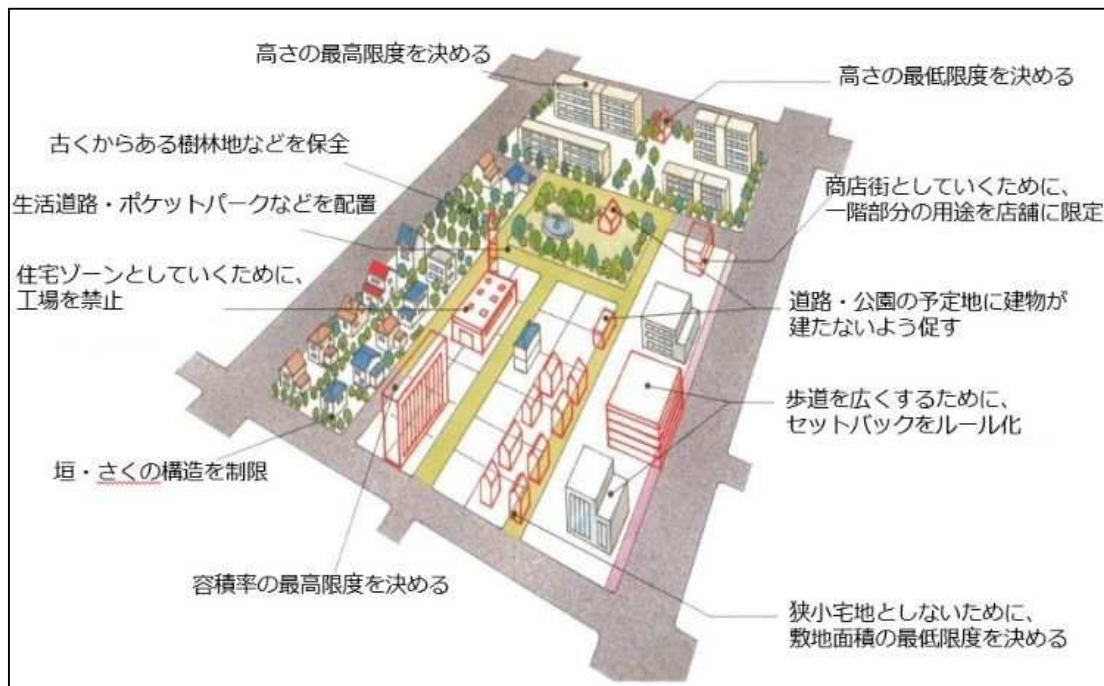 高さの最高限度を決める
高さの最低限度を決める
古くからある樹林地などを保全
生活道路・ポケットパークなどを配置
商店街としていくために、
一階部分の用途を店舗に限定
住宅ゾーンとしていくために、
工場を禁止
道路・公園の予定地に建物が
建たないよう促す
歩道を広くするために、
セットバックをルール化
垣・さくの構造を制限
容積率の最高限度を決める
狭小宅地としないために、
敷地面積の最低限度を決める